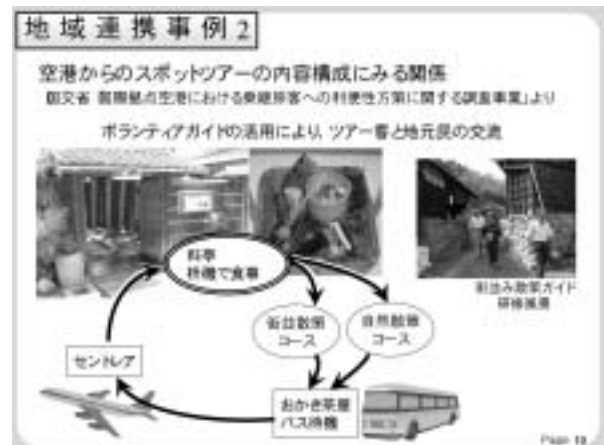 地域連携事例2
空港からのスポットツアーの内容構成にみる関係
国交省 国際拠点空港における乗継旅客への利便性方策に関する調査事業」より
ボランティアガイドの活用により，ツアー客と地元民の交流
料亭
待機で食事
街並み散策ガイド
研修風景
街並散策
コース
自然散策
コース
セントレア
おかき茶屋
バス待機
Page 19